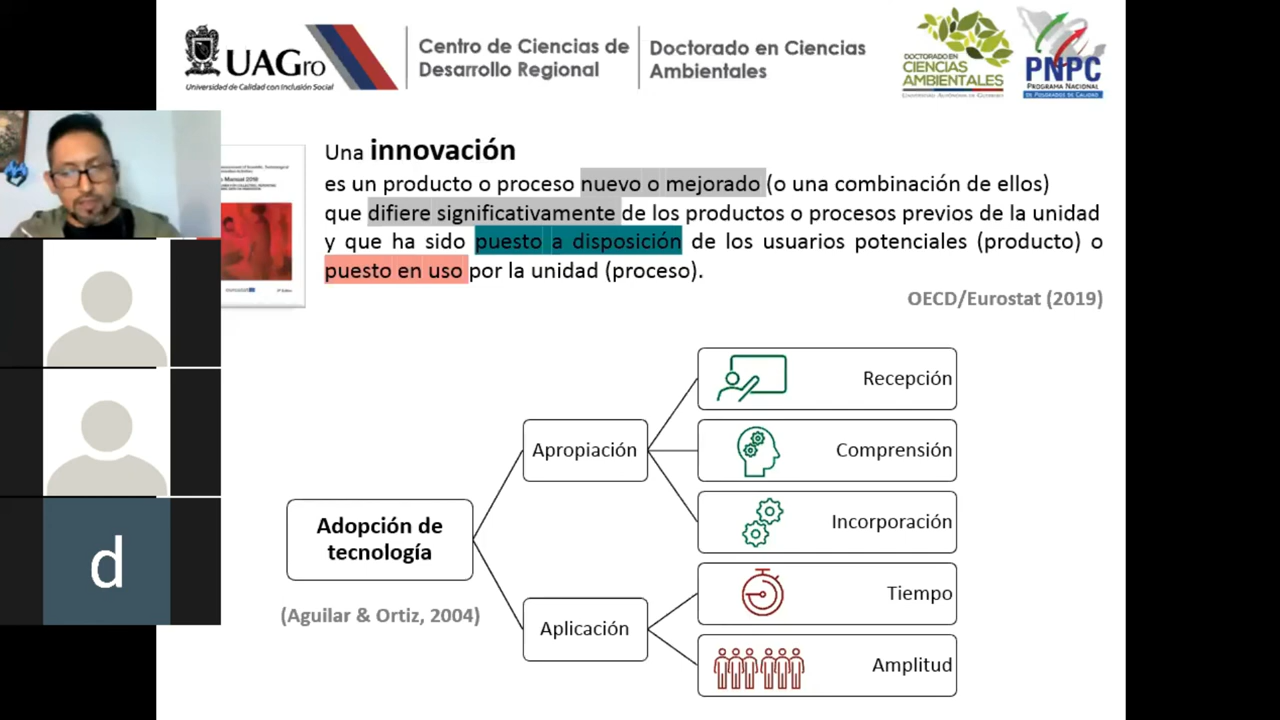 UAGro
Universidad de Calidad con Inclusión Social
Centro de Ciencias de
Desarrollo Regional
Doctorado en Ciencias
Ambientales
DOCTORADO EN
CIENCIAS
AMBIENTALES
PNPC
PROGRAMA NACIONAL
DE POSGRADOS DE CALIDAD
Una innovación
es un producto o proceso nuevo o mejorado (o una combinación de ellos)
que difiere significativamente de los productos o procesos previos de la unidad
y que ha sido puesto a disposición de los usuarios potenciales (producto) o
puesto en uso por la unidad (proceso).
OECD/Eurostat (2019)
Manual 2018
d
Adopción de
tecnología
(Aguilar & Ortiz, 2004)
Apropiación
Recepción
Comprensión
Incorporación
Aplicación
Tiempo
Amplitud